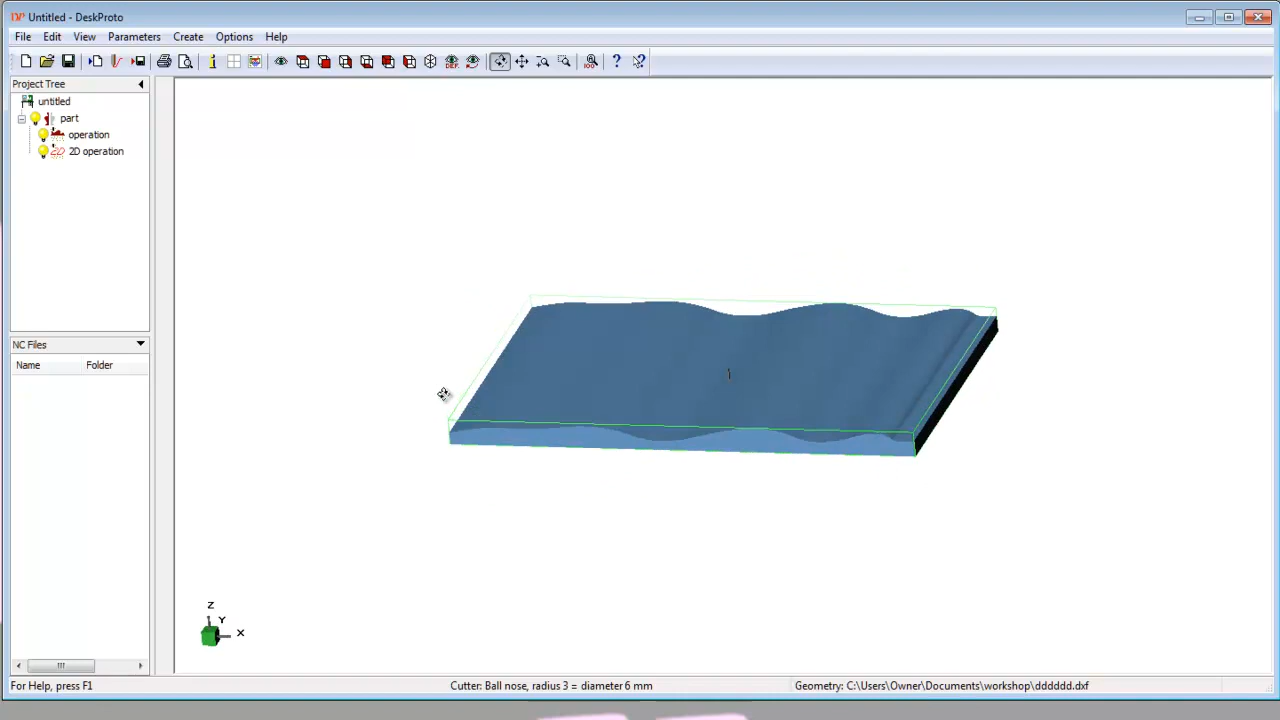 Untitled - DeskProto
File Edit View Parameters Create Options Help
Project Tree
untitled
part
operation
2D operation
NC Files
Name Folder
Z
Y
X
For Help, press F1
Cutter: Ball nose, radius 3 = diameter 6 mm
Geometry: C:\Users\Owner\Documents\workshop\dddddd.dxf